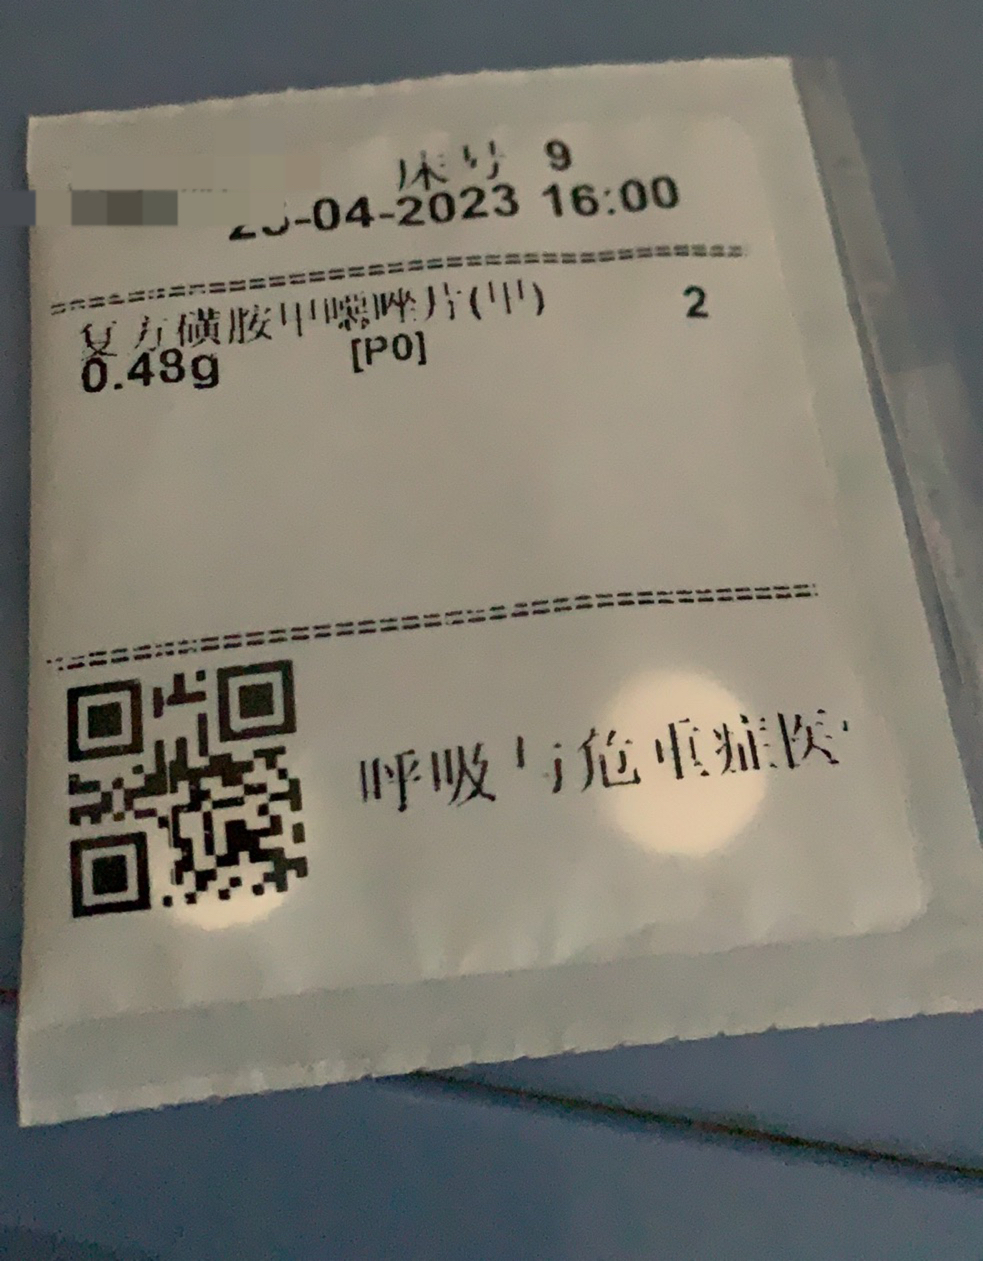 床号 9
-04-2023 16:00
复方磺胺甲噁唑片(甲) 2
0.48g [PO]
呼吸与危重症医